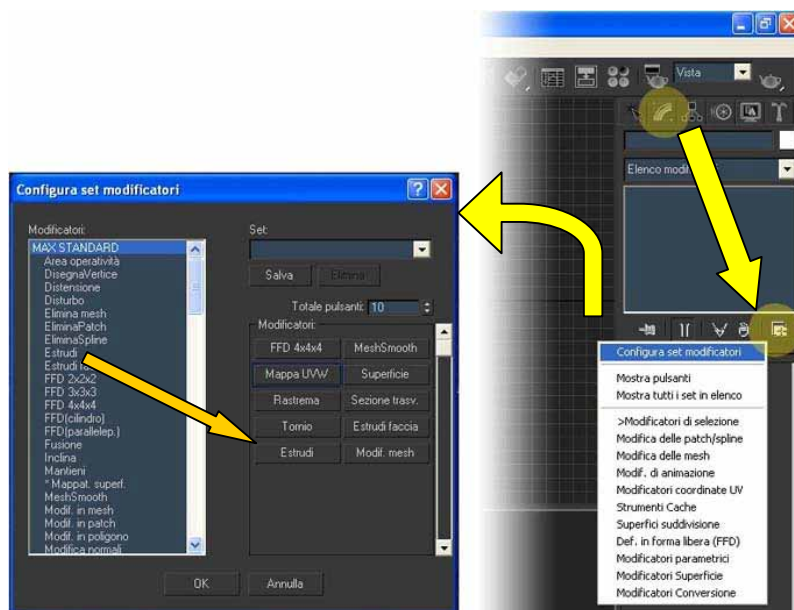 Vista
Elenco modif
Configura set modificatori
Modificatori:
MAX STANDARD
Area operatività
DisegnaVertice
Distensione
Disturbo
Elimina mesh
EliminaPatch
EliminaSpline
Estrudi
Estrudi
FFD 2x2x2
FFD 3x3x3
FFD 4x4x4
FFD(cilindro)
FFD(parallelep.)
Fusione
Inclina
Mantieni
* Mappat. superf.
MeshSmooth
Modif. in mesh
Modif. in patch
Modif. in poligono
Modifica normali
Set:
Salva
Elimina
Totale pulsanti: 10
Modificatori:
FFD 4x4x4
MeshSmooth
Mappa UVW
Superficie
Rastrema
Sezione trasv.
Tornio
Estrudi faccia
Estrudi
Modif. mesh
OK
Annulla
Configura set modificatori
Mostra pulsanti
Mostra tutti i set in elenco
>Modificatori di selezione
Modifica delle patch/spline
Modifica delle mesh
Modif. di animazione
Modificatori coordinate UV
Strumenti Cache
Superfici suddivisione
Def. in forma libera (FFD)
Modificatori parametrici
Modificatori Superficie
Modificatori Conversione